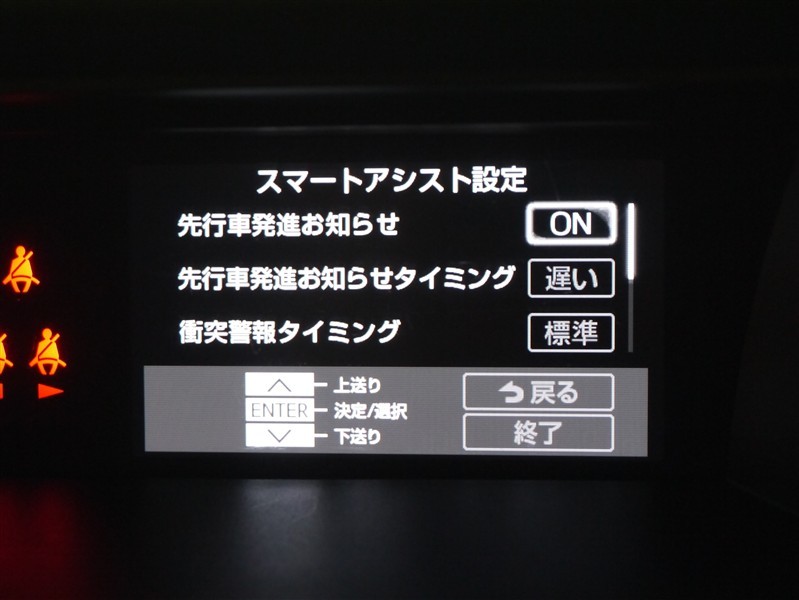 スマートアシスト設定
先行車発進お知らせ ON
先行車発進お知らせタイミング 遅い
衝突警報タイミング 標準
上送り
ENTER 決定/選択
下送り
戻る
終了